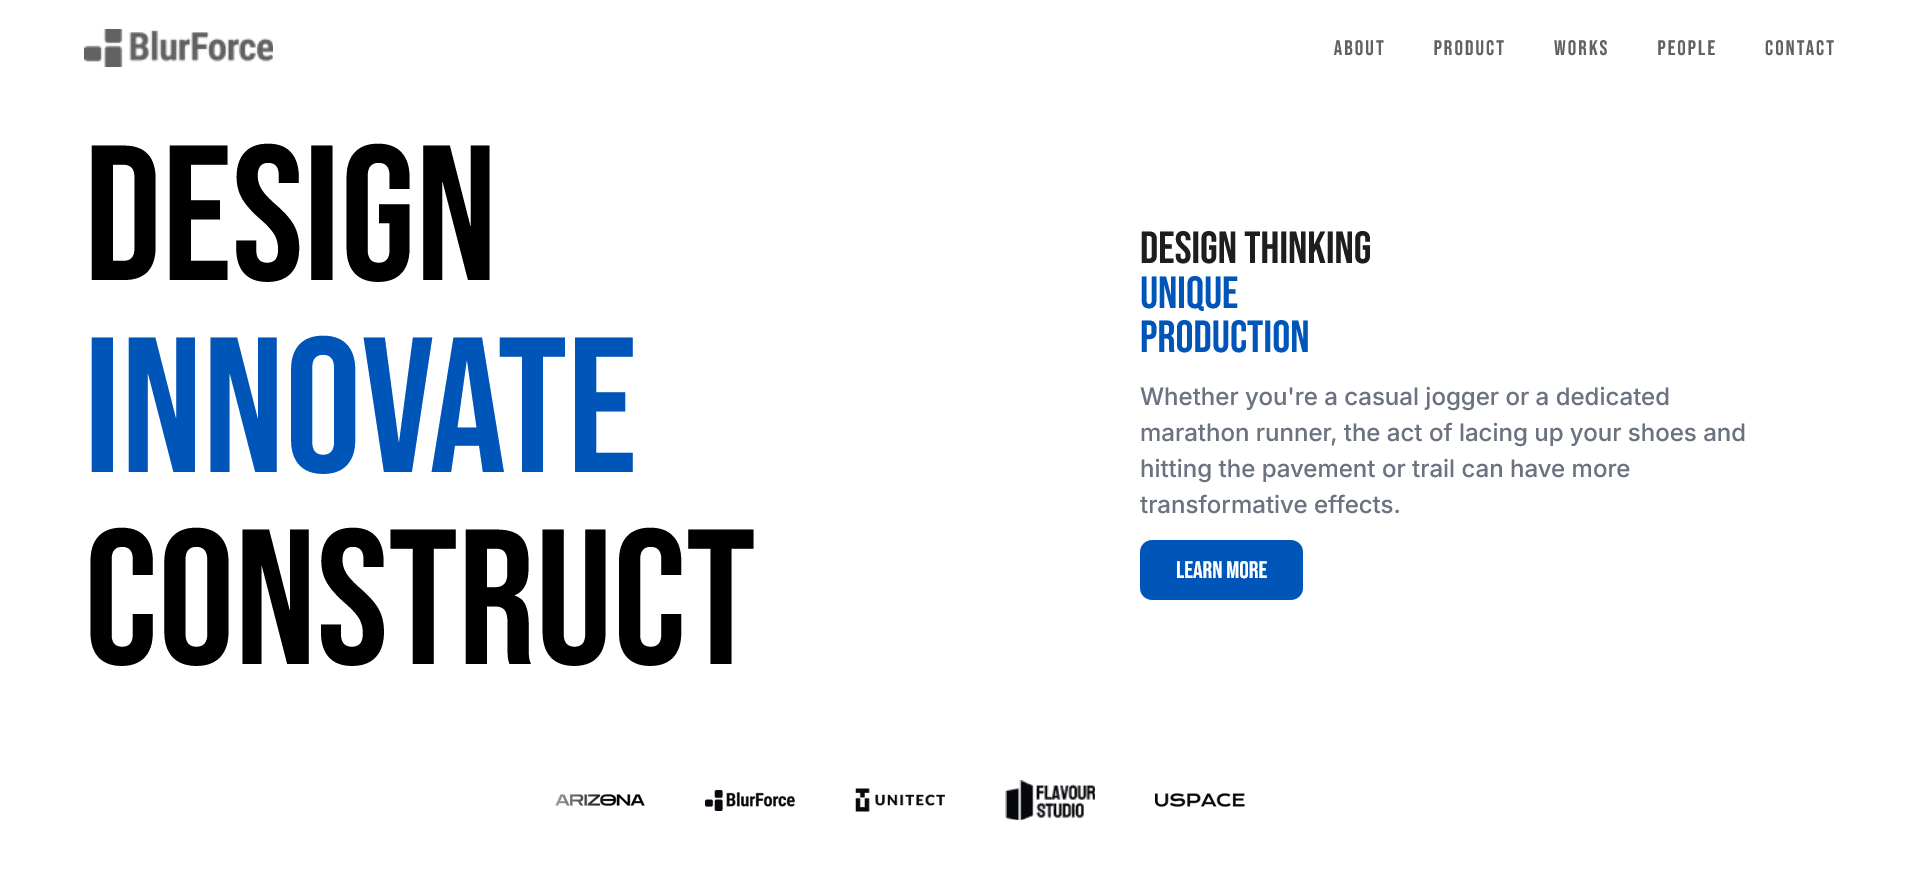 BlurForce
ABOUT PRODUCT WORKS PEOPLE CONTACT
DESIGN
INNOVATE
CONSTRUCT
DESIGN THINKING
UNIQUE
PRODUCTION
Whether you're a casual jogger or a dedicated
marathon runner, the act of lacing up your shoes and
hitting the pavement or trail can have more
transformative effects.
LEARN MORE
ARIZONA
BlurForce
UNITECT
FLAVOUR
STUDIO
USPACE